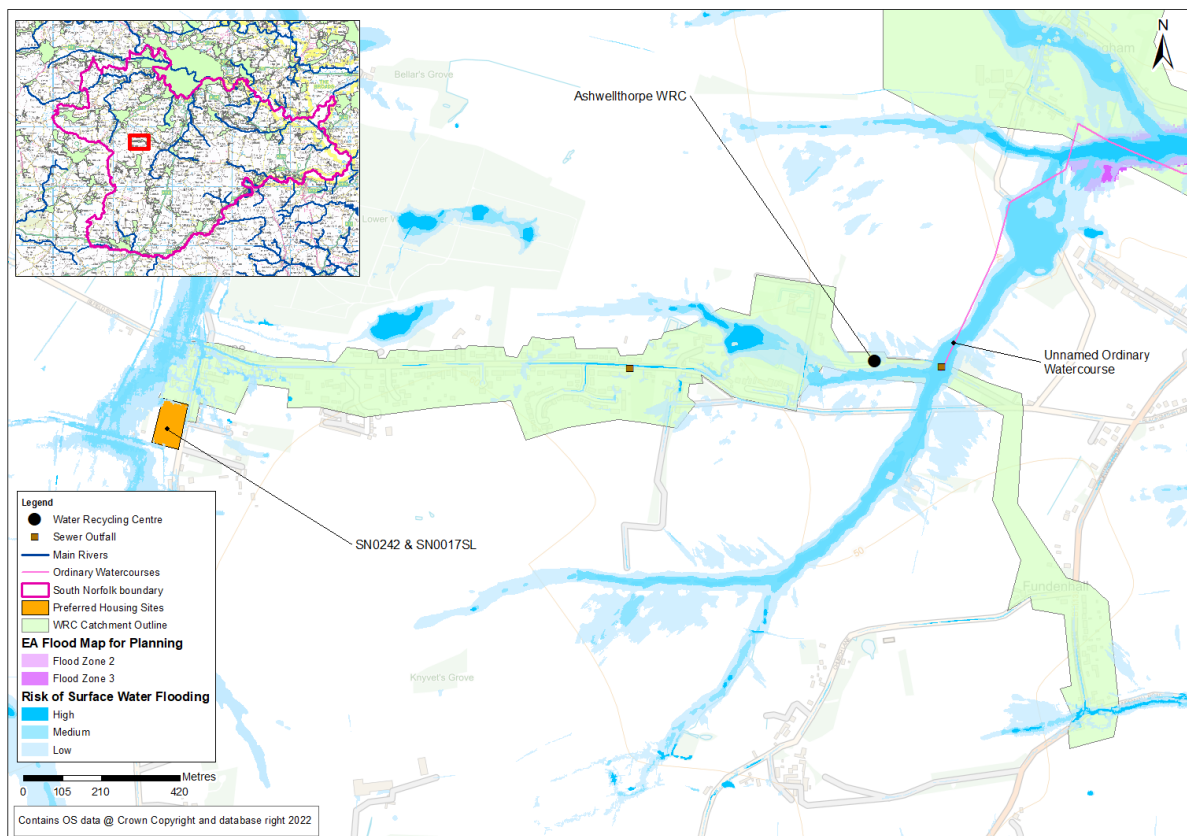 Bellar's Grove
N
Ashwellthorpe WRC
Unnamed Ordinary
Watercourse
SN0242 & SN0017SL
50
Fundenhall
Knyvet's Grove
Legend
Water Recycling Centre
Sewer Outfall
Main Rivers
Ordinary Watercourses
South Norfolk boundary
Preferred Housing Sites
WRC Catchment Outline
EA Flood Map for Planning
Flood Zone 2
Flood Zone 3
Risk of Surface Water Flooding
High
Medium
Low
Metres
0 105 210 420
Contains OS data @ Crown Copyright and database right 2022